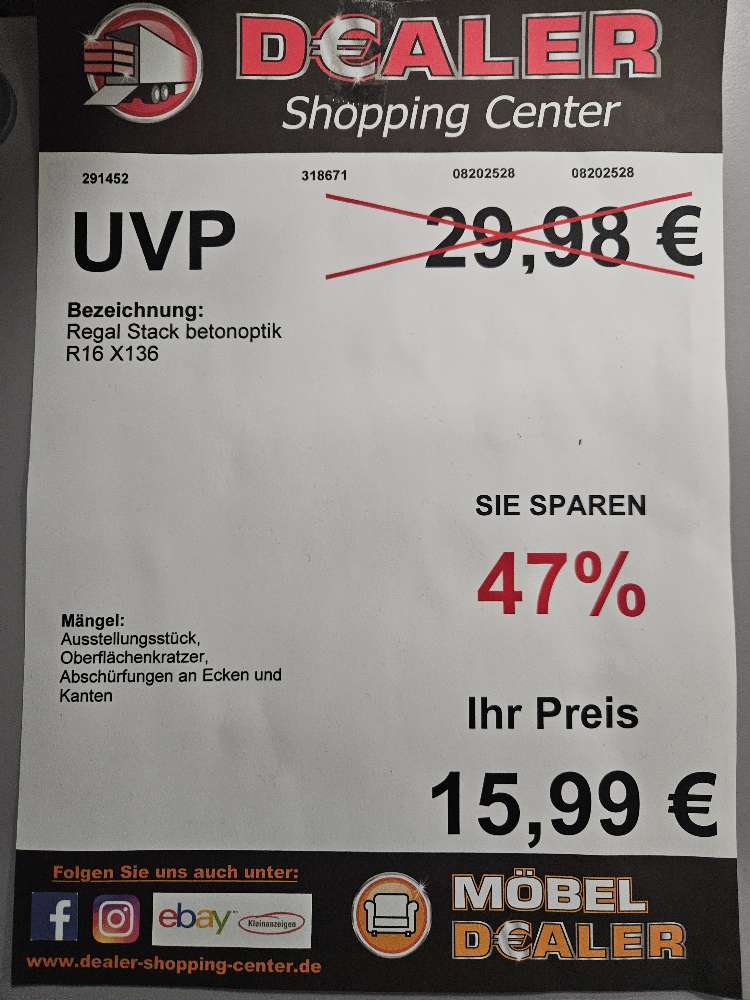 D€ALER
Shopping Center
291452 318671 08202528 08202528
UVP 29,98 €
Bezeichnung:
Regal Stack betonoptik
R16 X136
SIE SPAREN
47%
Mängel:
Ausstellungsstück,
Oberflächenkratzer,
Abschürfungen an Ecken und
Kanten
Ihr Preis
15,99 €
Folgen Sie uns auch unter:
f
ebay Kleinanzeigen
www.dealer-shopping-center.de
MÖBEL
D€ALER